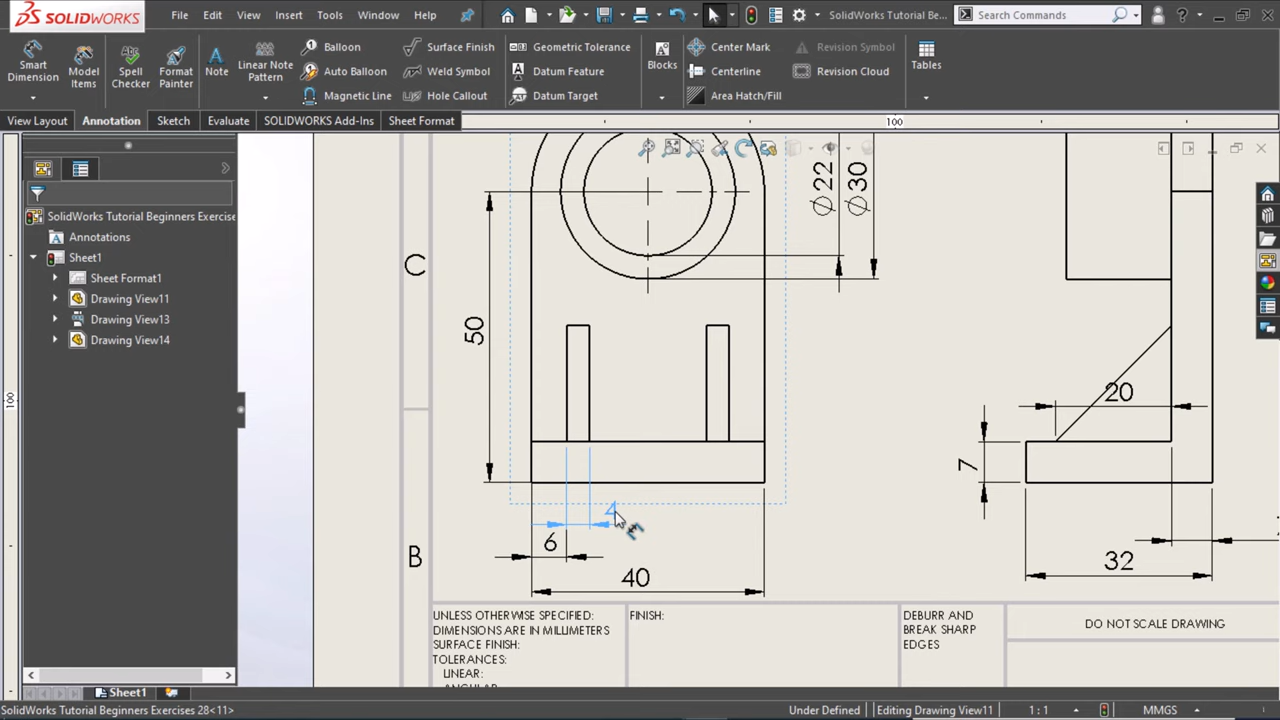 SOLIDWORKS File Edit View Insert Tools Window Help SolidWorks Tutorial Be... Search Commands
Smart Dimension
Model Items
Spell Checker
Format Painter
Note
Linear Note Pattern
Balloon
Auto Balloon
Magnetic Line
Surface Finish
Weld Symbol
Hole Callout
Geometric Tolerance
Datum Feature
Datum Target
Blocks
Center Mark
Centerline
Area Hatch/Fill
Revision Symbol
Revision Cloud
Tables
View Layout Annotation Sketch Evaluate SOLIDWORKS Add-Ins Sheet Format
100
100
SolidWorks Tutorial Beginners Exercise
Annotations
Sheet1
Sheet Format1
Drawing View11
Drawing View13
Drawing View14
C
B
∅22
∅30
50
20
7
4
6
40
32
UNLESS OTHERWISE SPECIFIED:
DIMENSIONS ARE IN MILLIMETERS
SURFACE FINISH:
TOLERANCES:
LINEAR:
ANGULAR:
FINISH:
DEBURR AND
BREAK SHARP
EDGES
DO NOT SCALE DRAWING
Sheet1
SolidWorks Tutorial Beginners Exercises 28<11> Under Defined Editing Drawing View11 1 : 1 MMGS